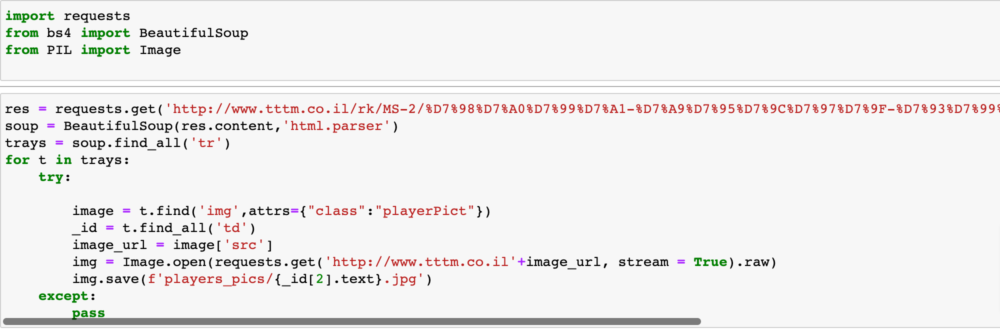 import requests
from bs4 import BeautifulSoup
from PIL import Image
res = requests.get('http://www.tttm.co.il/rk/MS-2/%D7%98%D7%A0%D7%99%D7%A1-%D7%A9%D7%95%D7%9C%D7%97%D7%9F-%D7%93%D7%99%
soup = BeautifulSoup(res.content,'html.parser')
trays = soup.find_all('tr')
for t in trays:
    try:
        image = t.find('img',attrs={"class":"playerPict"})
        _id = t.find_all('td')
        image_url = image['src']
        img = Image.open(requests.get('http://www.tttm.co.il'+image_url, stream = True).raw)
        img.save(f'players_pics/{_id[2].text}.jpg')
    except:
        pass